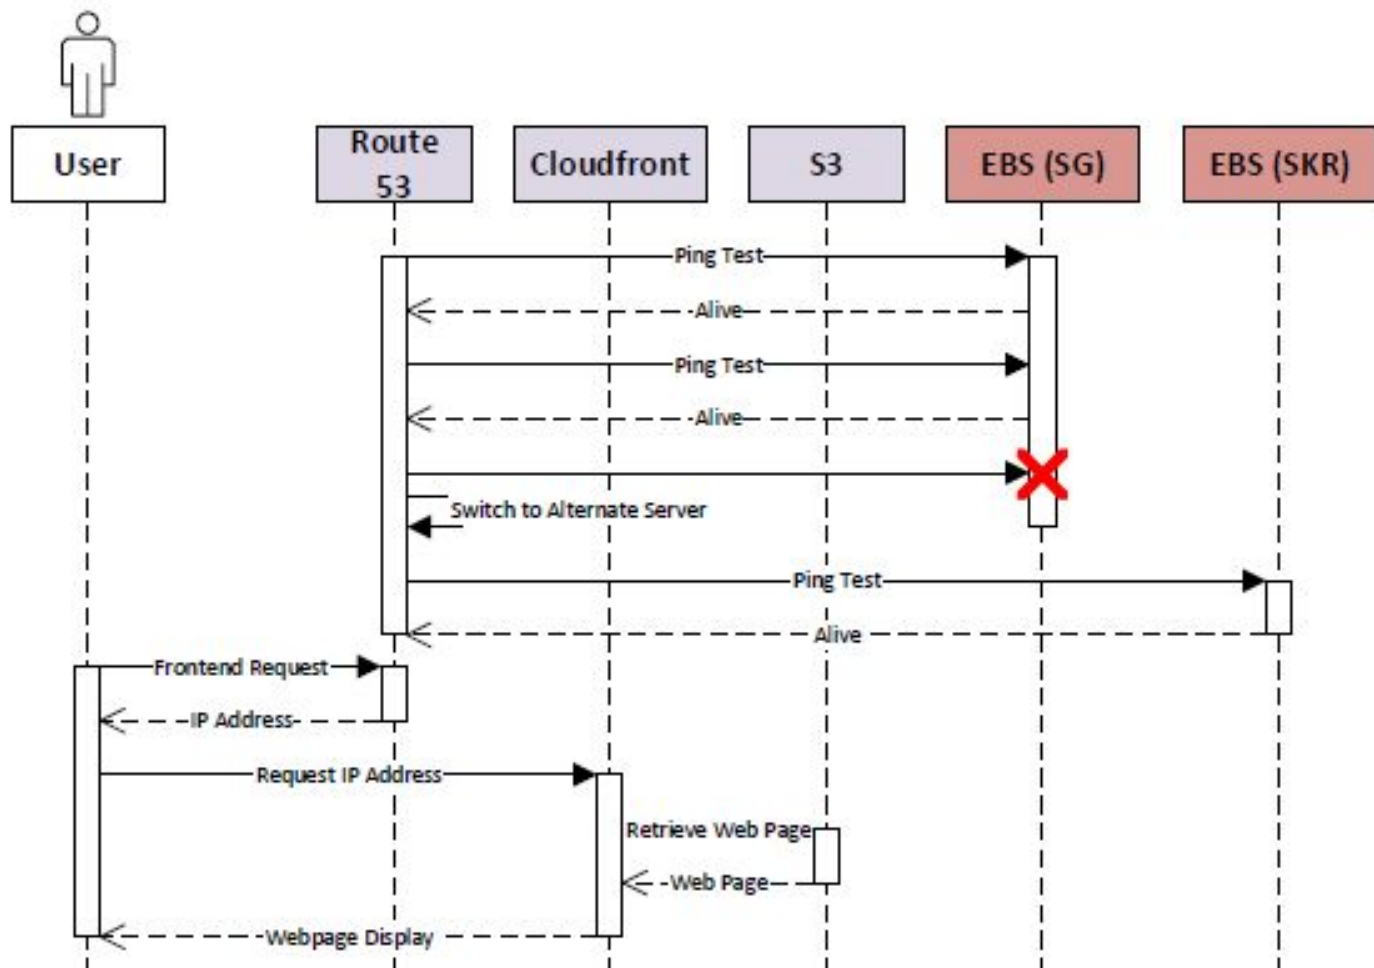 User
Route
53
Cloudfront
S3
EBS (SG)
EBS (SKR)
Ping Test
Alive
Ping Test
Alive
Switch to Alternate Server
Ping Test
Alive
Frontend Request
IP Address
Request IP Address
Retrieve Web Page
Web Page
Webpage Display